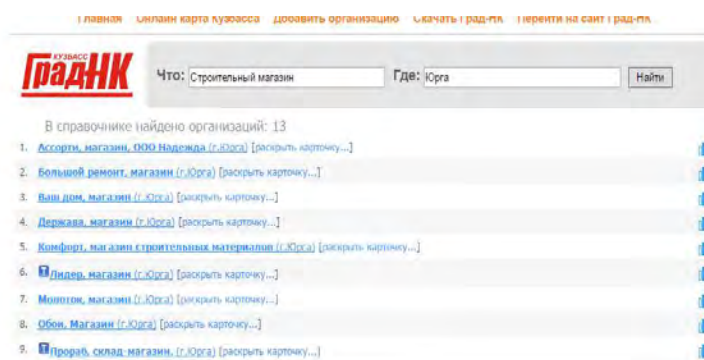 Главная Онлайн карта Кузбасса Добавить организацию Скачать Град-НК Перейти на сайт Град-НК
КУЗБАСС
ГрадНК
Что: Строительный магазин Где: Юрга Найти
В справочнике найдено организаций: 13
1. Ассорти, магазин, ООО Надежда (г.Юрга) [раскрыть карточку...]
2. Большой ремонт, магазин (г.Юрга) [раскрыть карточку...]
3. Ваш дом, магазин (г.Юрга) [раскрыть карточку...]
4. Держава, магазин (г.Юрга) [раскрыть карточку...]
5. Комфорт, магазин строительных материалов (г.Юрга) [раскрыть карточку...]
6. Лидер, магазин (г.Юрга) [раскрыть карточку...]
7. Молоток, магазин (г.Юрга) [раскрыть карточку...]
8. Обои, Магазин (г.Юрга) [раскрыть карточку...]
9. Прораб, склад-магазин, (г.Юрга) [раскрыть карточку...]